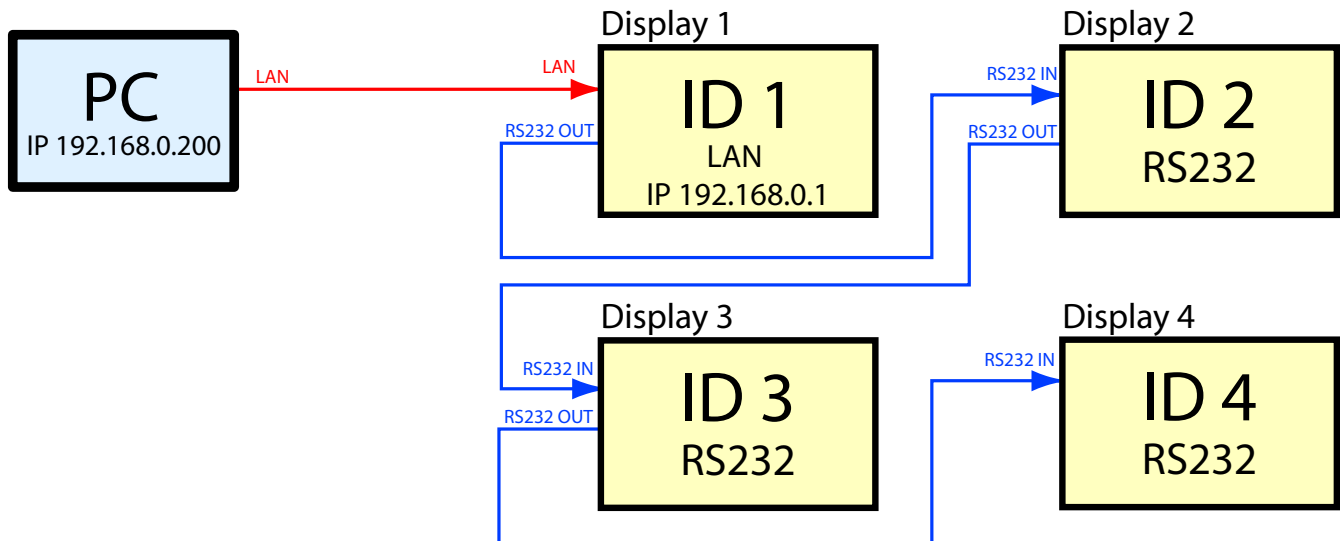 Display 1
Display 2
PC
IP 192.168.0.200
LAN
LAN
RS232 OUT
ID 1
LAN
IP 192.168.0.1
RS232 IN
RS232 OUT
ID 2
RS232
Display 3
Display 4
RS232 IN
RS232 OUT
ID 3
RS232
RS232 IN
ID 4
RS232